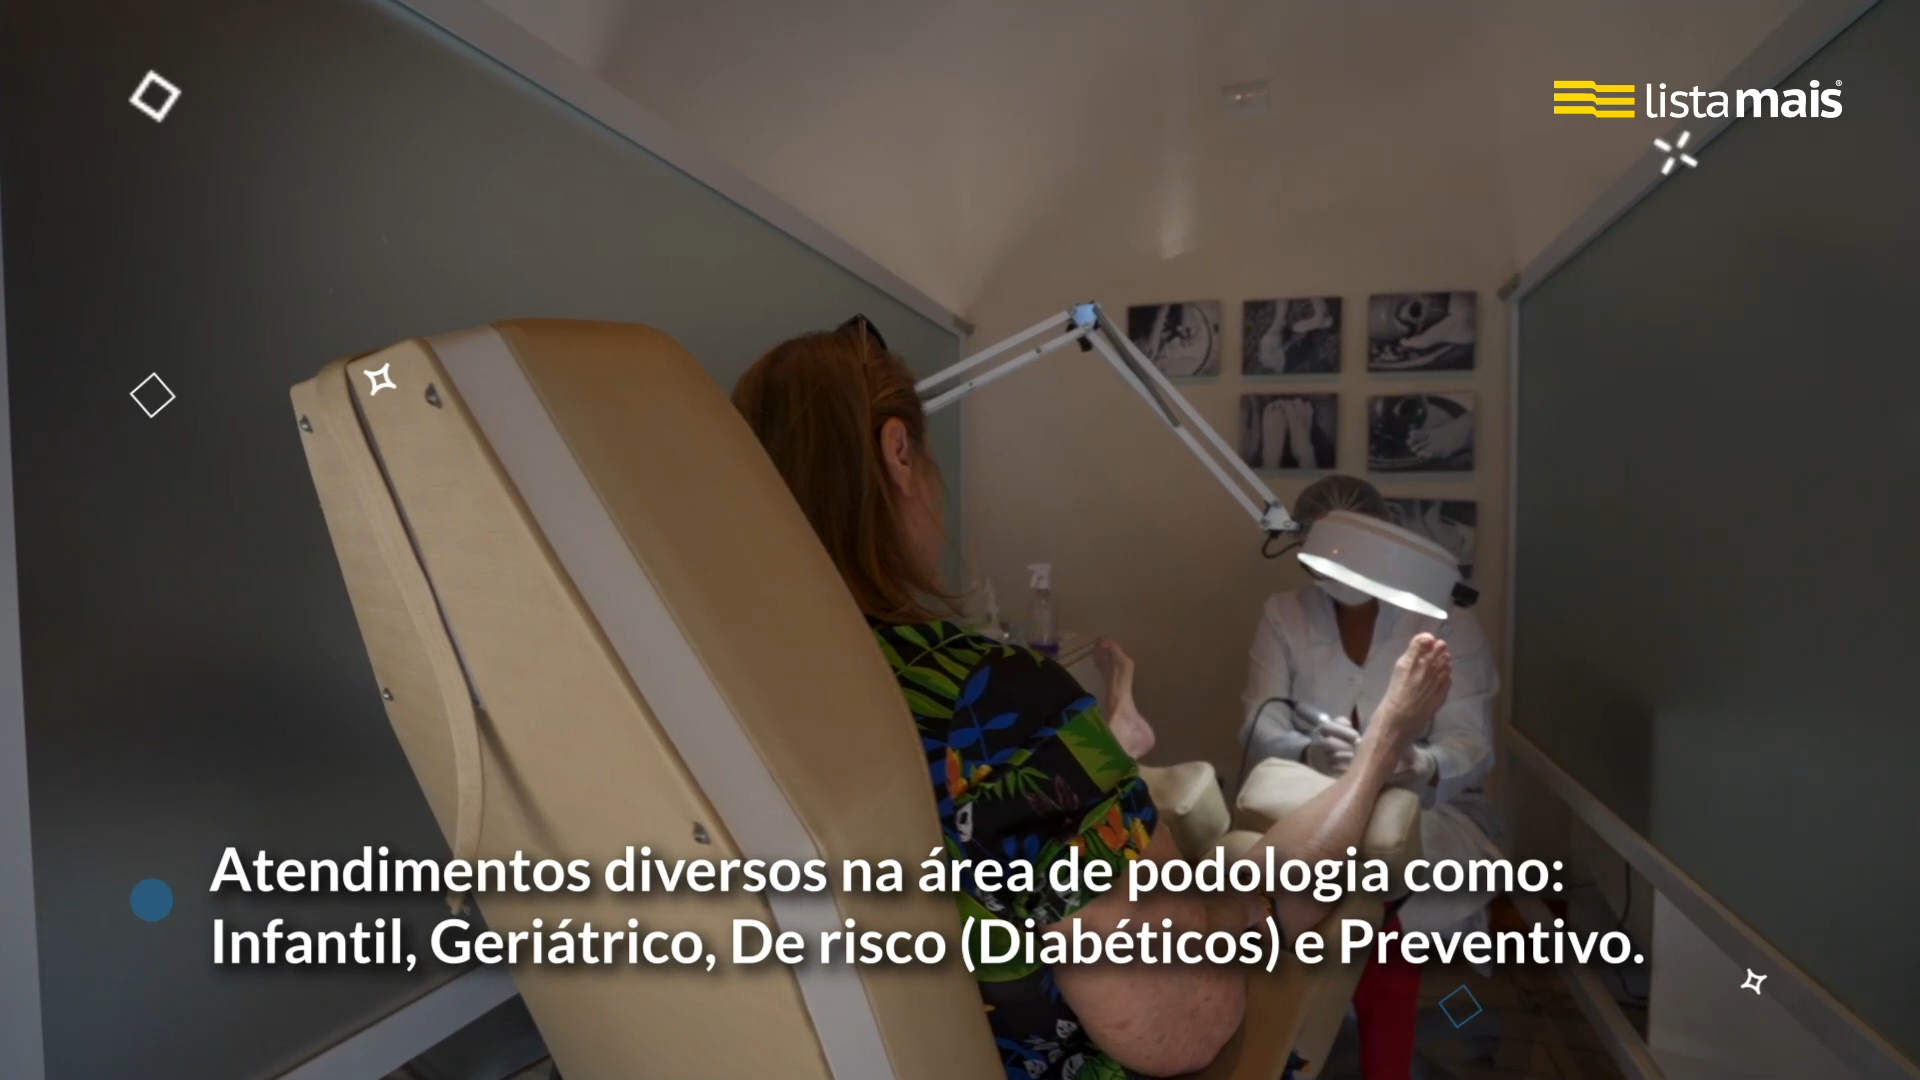 listamais
Atendimentos diversos na área de podologia como:
Infantil, Geriátrico, De risco (Diabéticos) e Preventivo.